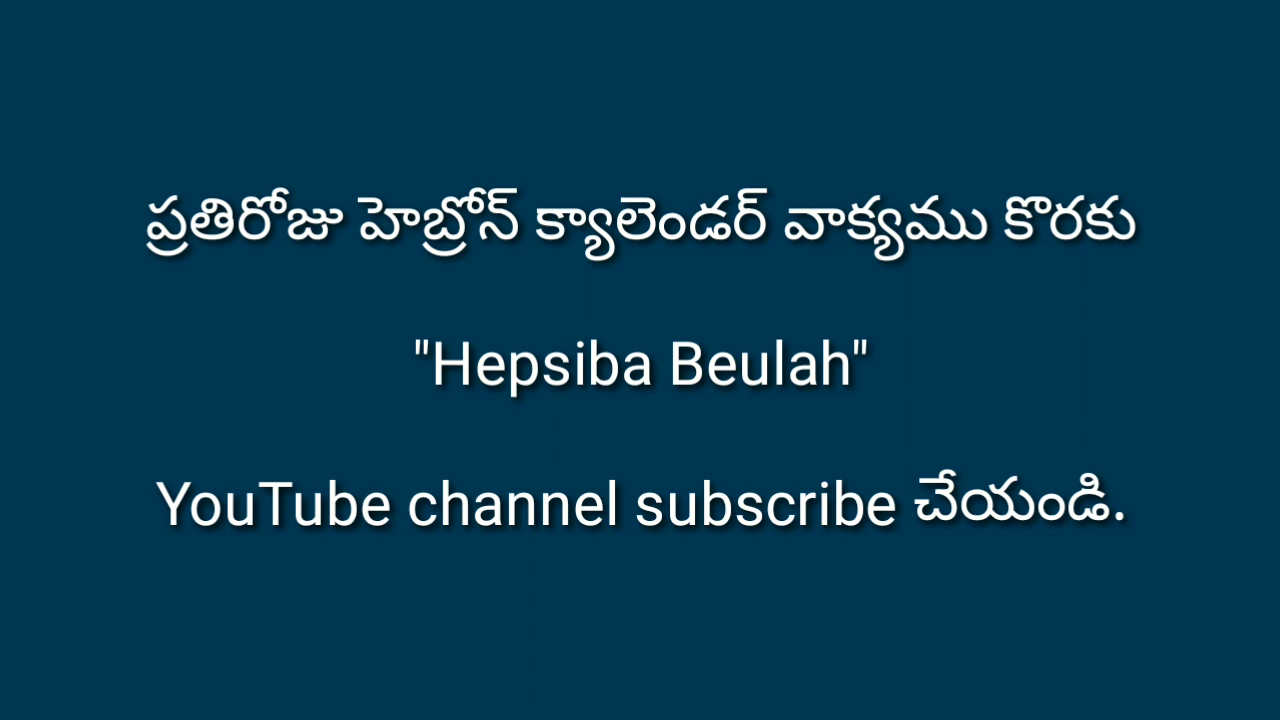 ప్రతిరోజు హెబ్రోన్ క్యాలెండర్ వాక్యము కొరకు
"Hepsiba Beulah"
YouTube channel subscribe చేయండి.